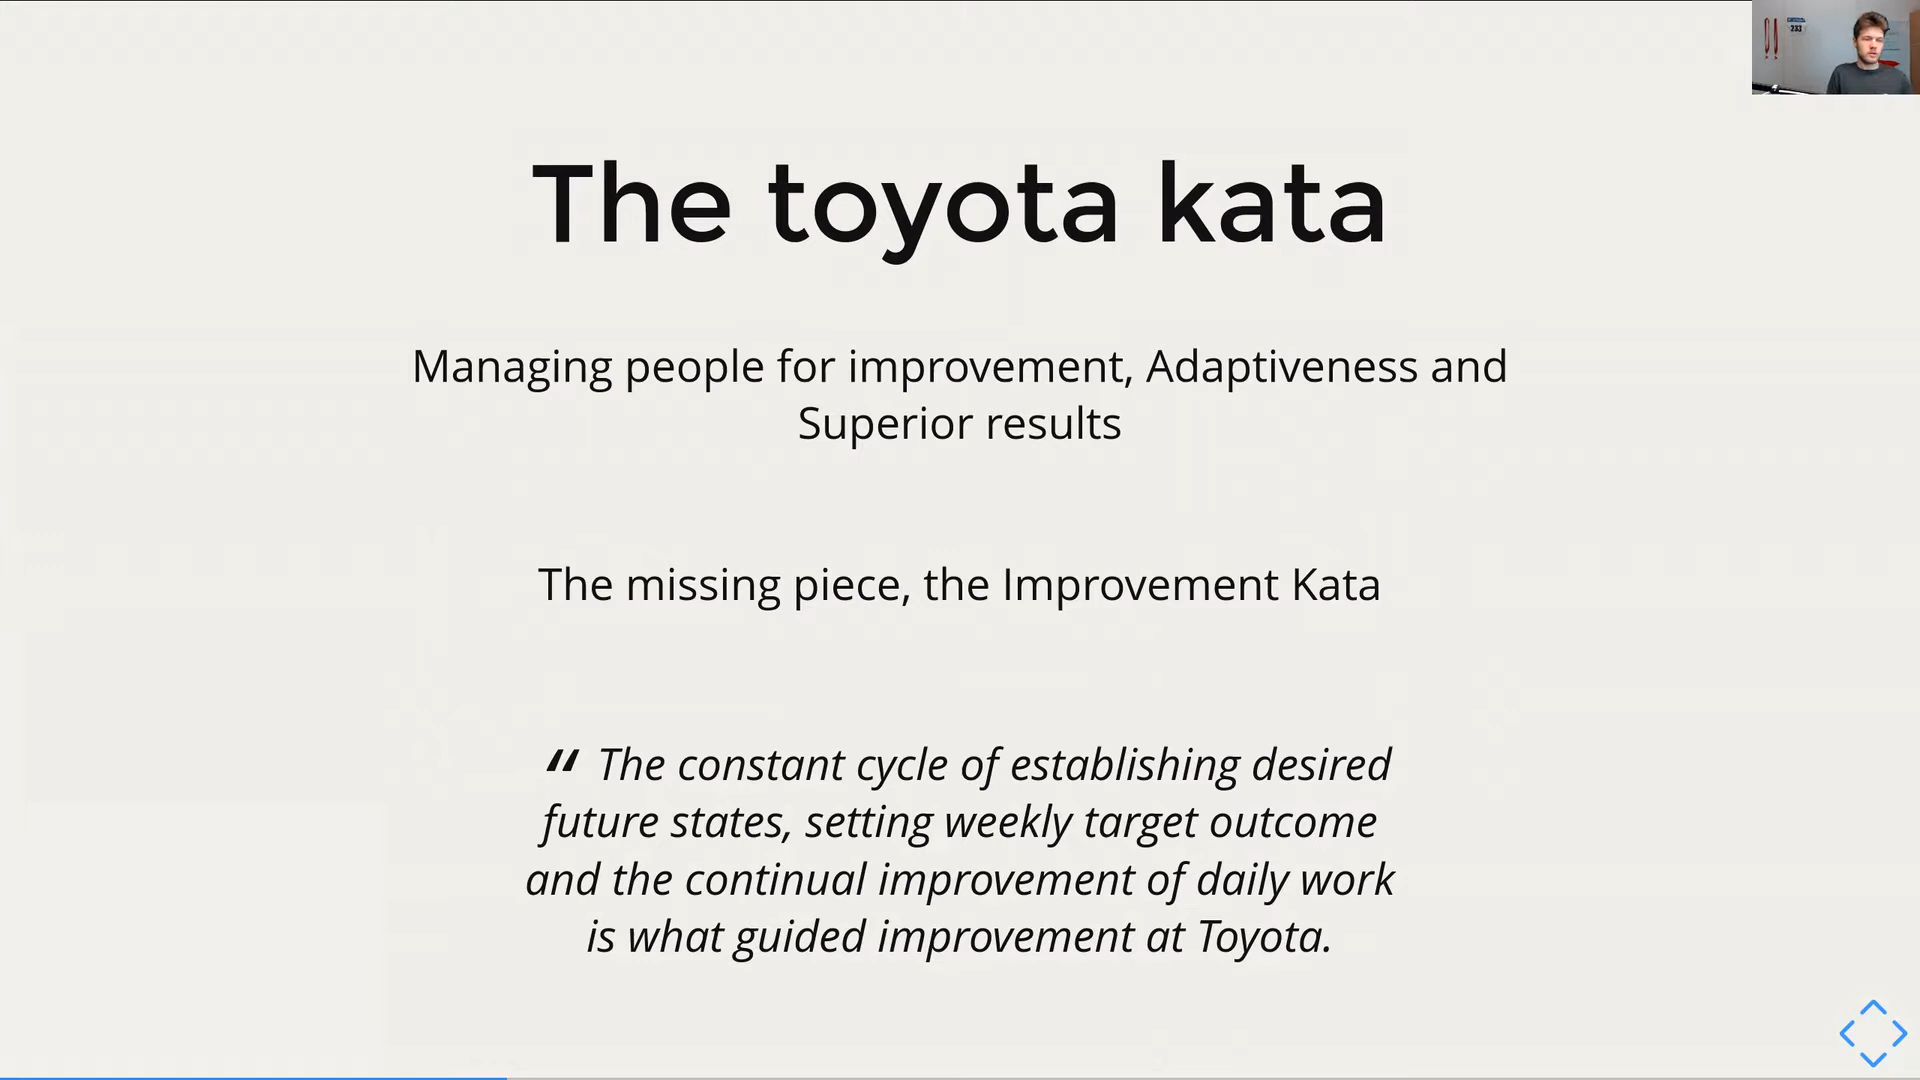 233
The toyota kata
Managing people for improvement, Adaptiveness and
Superior results
The missing piece, the Improvement Kata
“ The constant cycle of establishing desired
future states, setting weekly target outcome
and the continual improvement of daily work
is what guided improvement at Toyota.